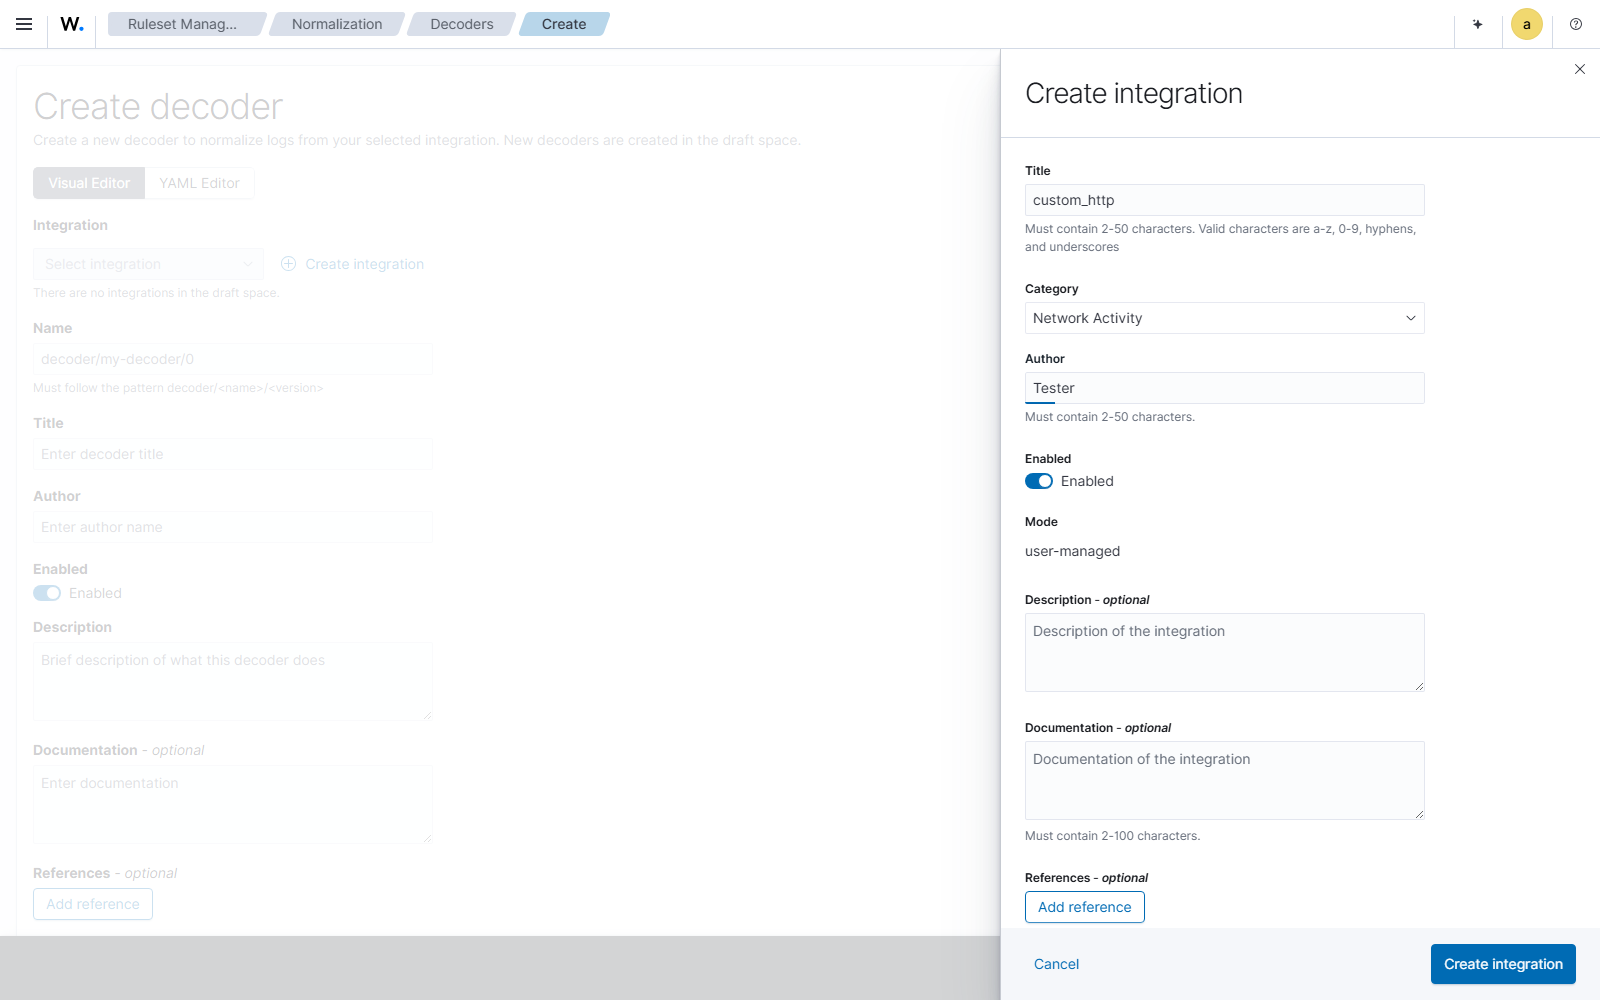 W.
Ruleset Manag...
Normalization
Decoders
Create
a
Create decoder
Create a new decoder to normalize logs from your selected integration. New decoders are created in the draft space.
Visual Editor
YAML Editor
Integration
Select integration
Create integration
There are no integrations in the draft space.
Name
decoder/my-decoder/0
Must follow the pattern decoder/<name>/<version>
Title
Enter decoder title
Author
Enter author name
Enabled
Enabled
Description
Brief description of what this decoder does
Documentation - optional
Enter documentation
References - optional
Add reference
Create integration
Title
custom_http
Must contain 2-50 characters. Valid characters are a-z, 0-9, hyphens,
and underscores
Category
Network Activity
Author
Tester
Must contain 2-50 characters.
Enabled
Enabled
Mode
user-managed
Description - optional
Description of the integration
Documentation - optional
Documentation of the integration
Must contain 2-100 characters.
References - optional
Add reference
Cancel
Create integration